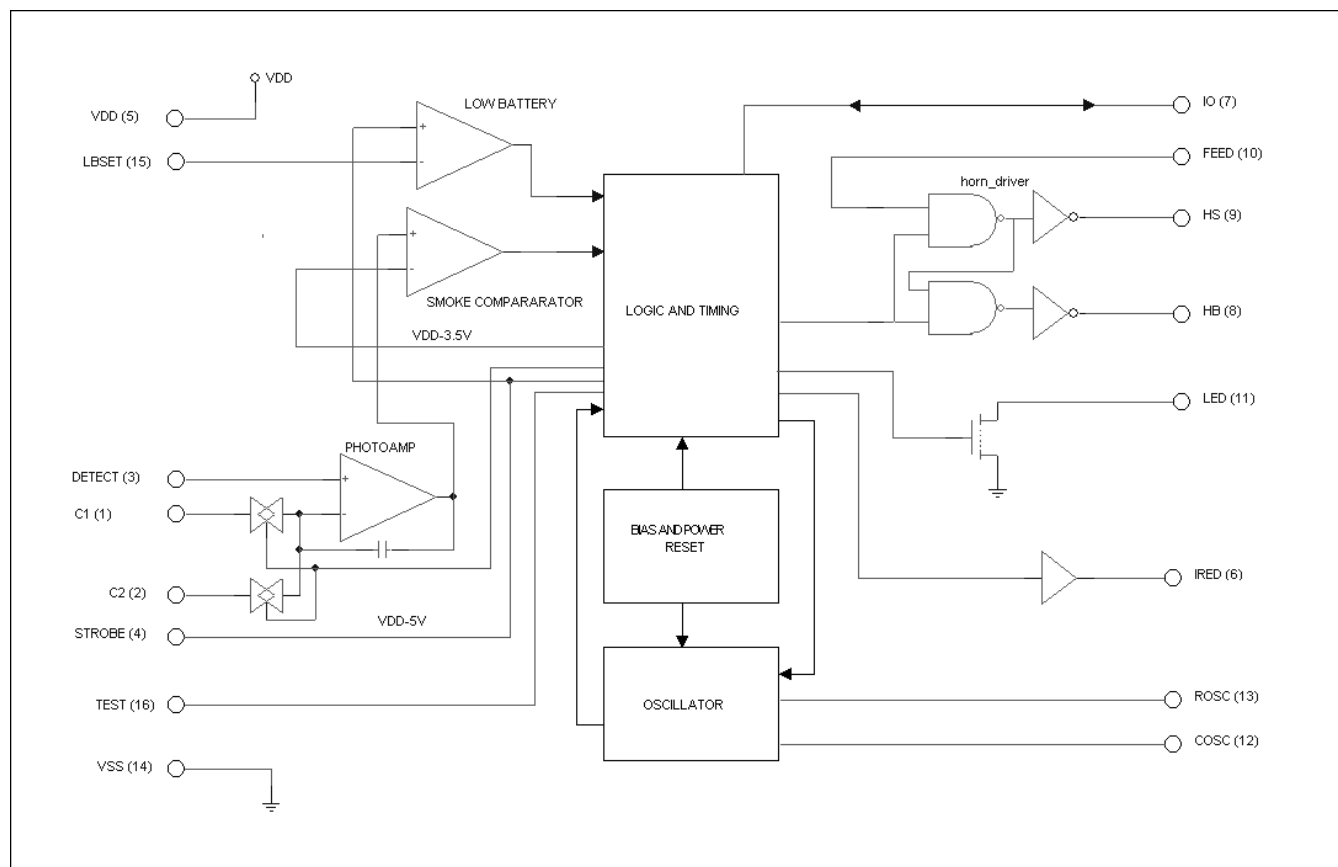 VDD
VDD (5)
LBSET (15)
LOW BATTERY
+
-
+
-
SMOKE COMPARARATOR
VDD-3.5V
LOGIC AND TIMING
IO (7)
FEED (10)
horn_driver
HS (9)
HB (8)
LED (11)
PHOTOAMP
DETECT (3)
+
-
C1 (1)
C2 (2)
STROBE (4)
VDD-5V
BIAS AND POWER
RESET
IRED (6)
TEST (16)
OSCILLATOR
ROSC (13)
COSC (12)
VSS (14)